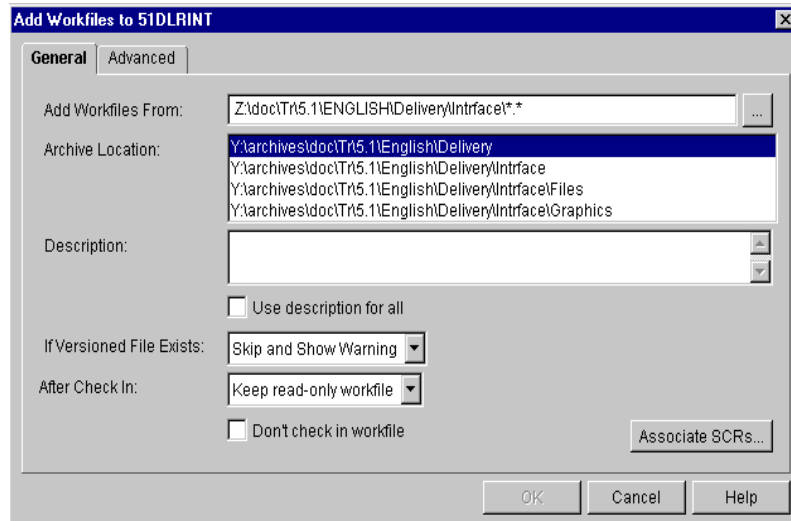 Add Workfiles to 51DLRINT
General Advanced
Add Workfiles From: Z:\doc\Tr\5.1\ENGLISH\Delivery\Intrface\*.* ...
Archive Location: Y:\archives\doc\Tr\5.1\English\Delivery
Y:\archives\doc\Tr\5.1\English\Delivery\Intrface
Y:\archives\doc\Tr\5.1\English\Delivery\Intrface\Files
Y:\archives\doc\Tr\5.1\English\Delivery\Intrface\Graphics
Description:
Use description for all
If Versioned File Exists: Skip and Show Warning
After Check In: Keep read-only workfile
Don't check in workfile
Associate SCRs...
OK Cancel Help